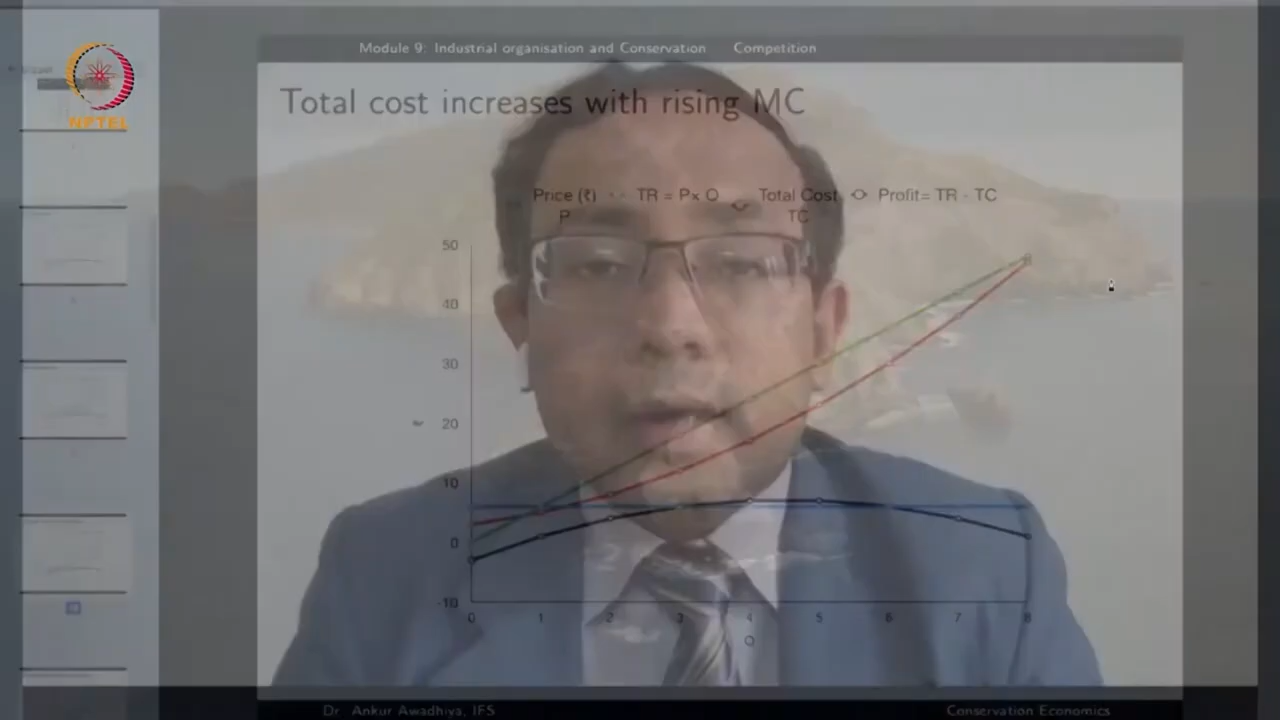 Module 9: Industrial organisation and Conservation Competition
NPTEL
Total cost increases with rising MC
Price (₹) TR = P× Q Total Cost Profit= TR - TC
P TC
50
40
30
₹ 20
10
0
-10
0 1 2 3 4 5 6 7 8
Q
Dr. Ankur Awadhiya, IFS Conservation Economics